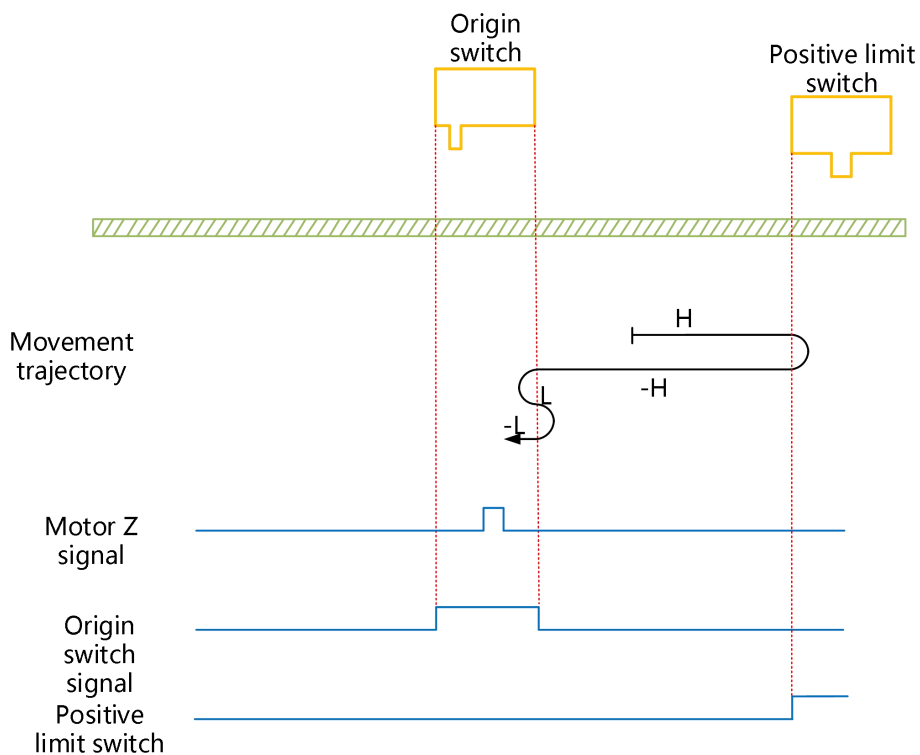 Origin
switch
Positive limit
switch
Movement
trajectory
H
-H
L
-L
Motor Z
signal
Origin
switch
signal
Positive
limit switch